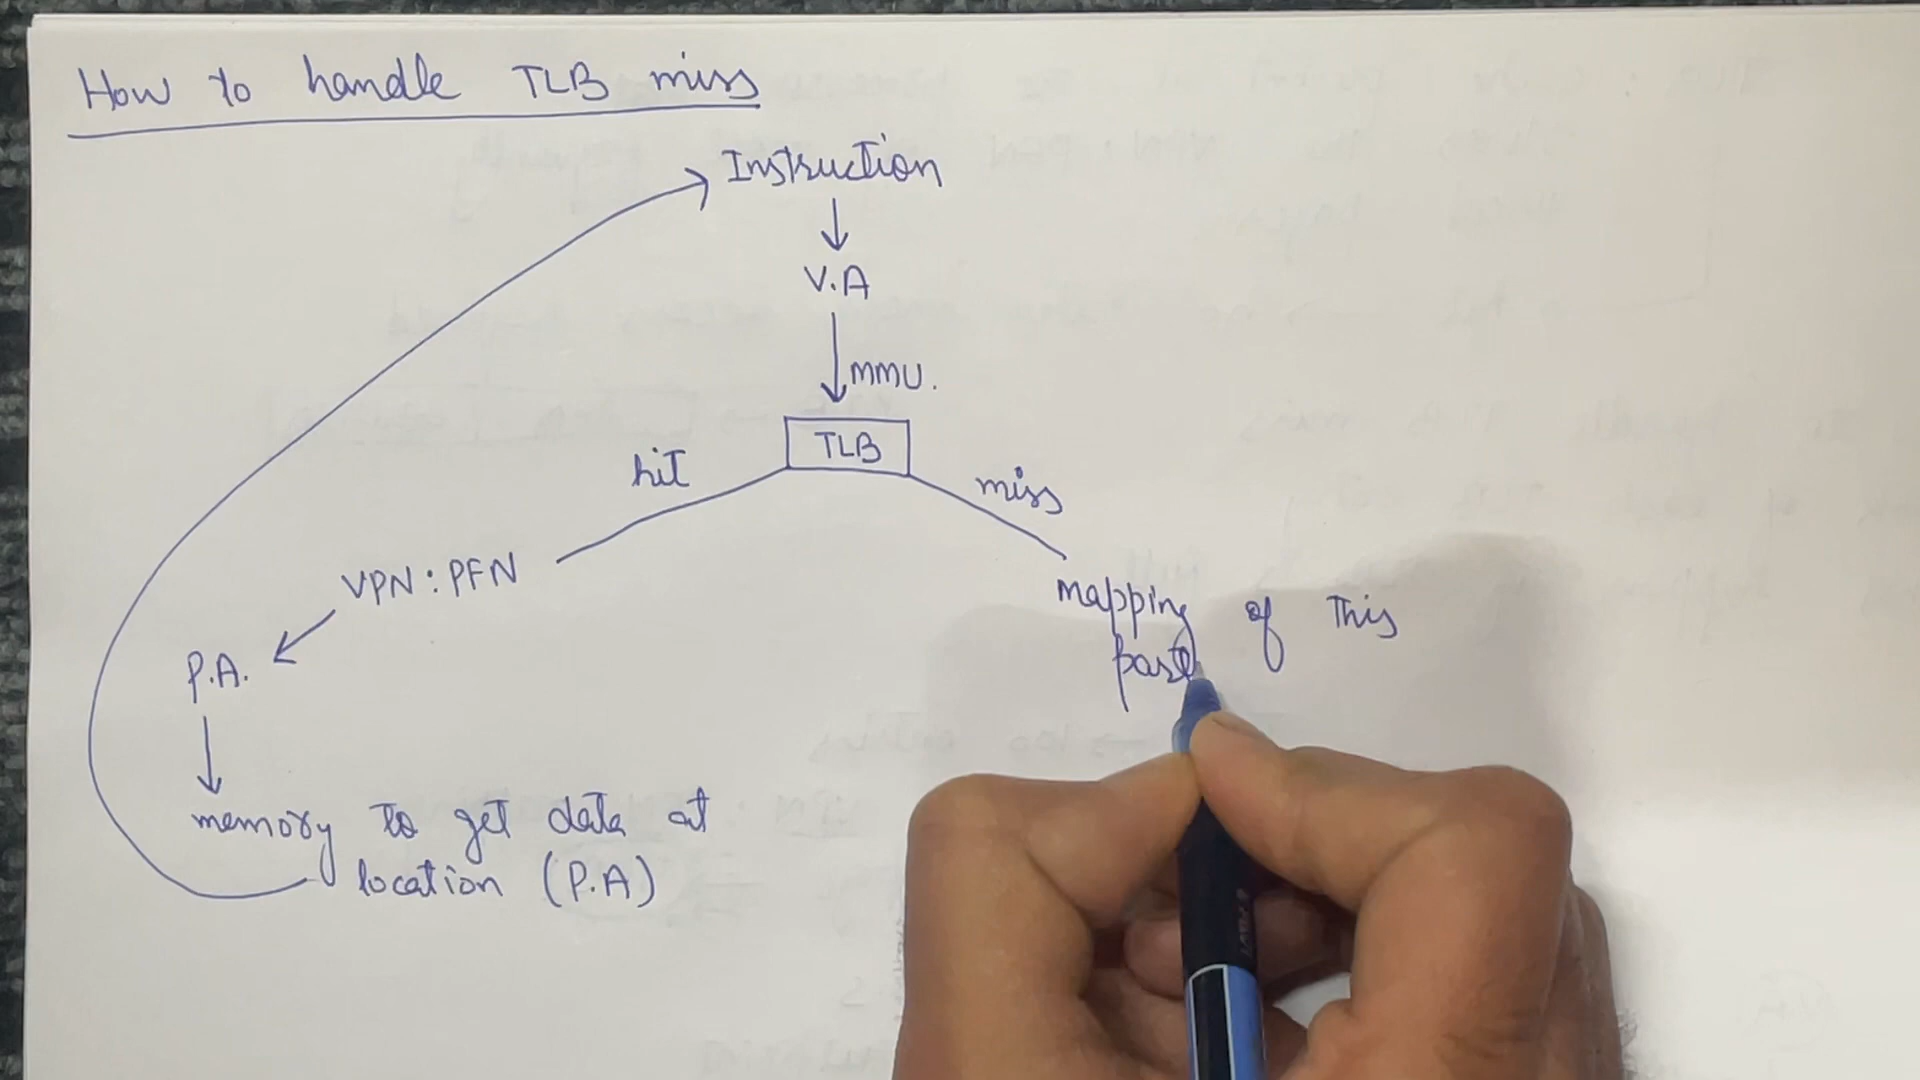 How to handle TLB miss
Instruction
V.A
MMU.
TLB
hit
miss
VPN : PFN
mapping of this
P.A.
memory to get data at
location (P.A)